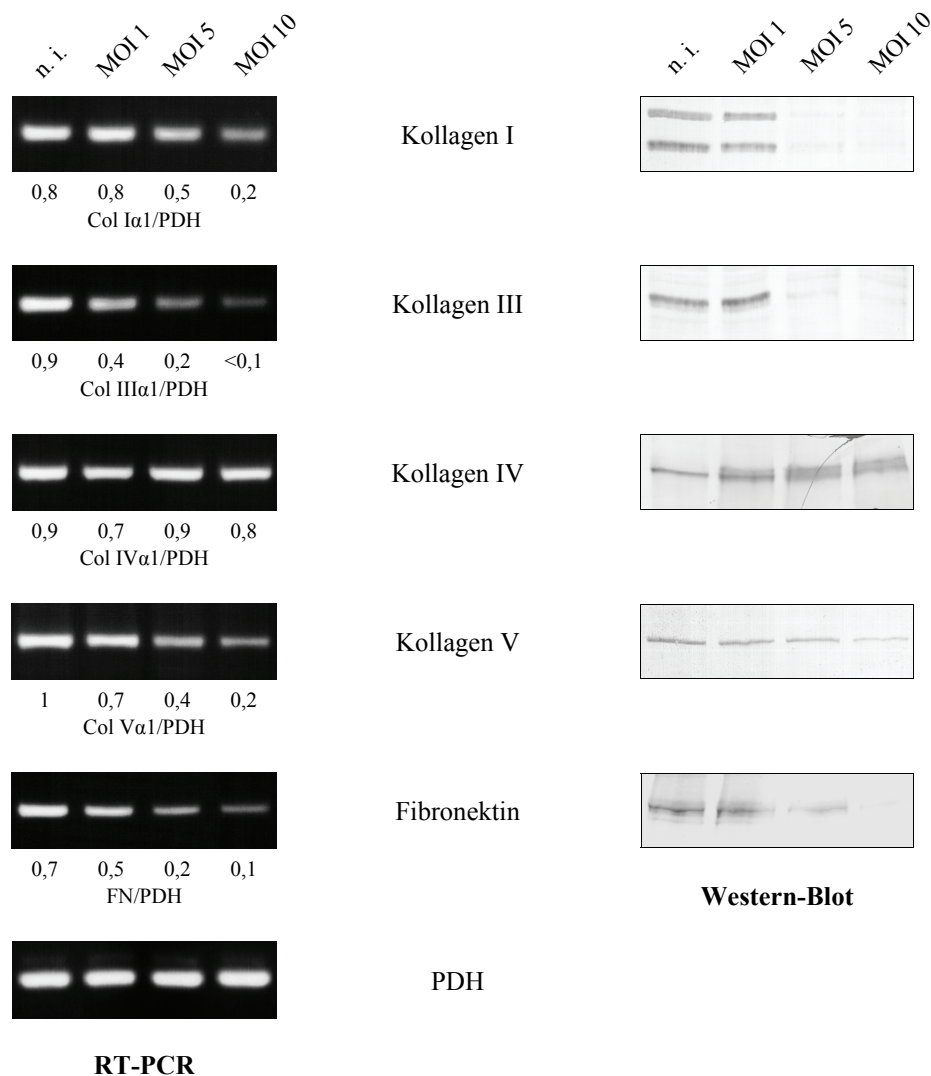 n. i. MOI 1 MOI 5 MOI 10
n. i. MOI 1 MOI 5 MOI 10
Kollagen I
0,8 0,8 0,5 0,2
Col Iα1/PDH
Kollagen III
0,9 0,4 0,2 <0,1
Col IIIα1/PDH
Kollagen IV
0,9 0,7 0,9 0,8
Col IVα1/PDH
Kollagen V
1 0,7 0,4 0,2
Col Vα1/PDH
Fibronektin
0,7 0,5 0,2 0,1
FN/PDH
Western-Blot
PDH
RT-PCR